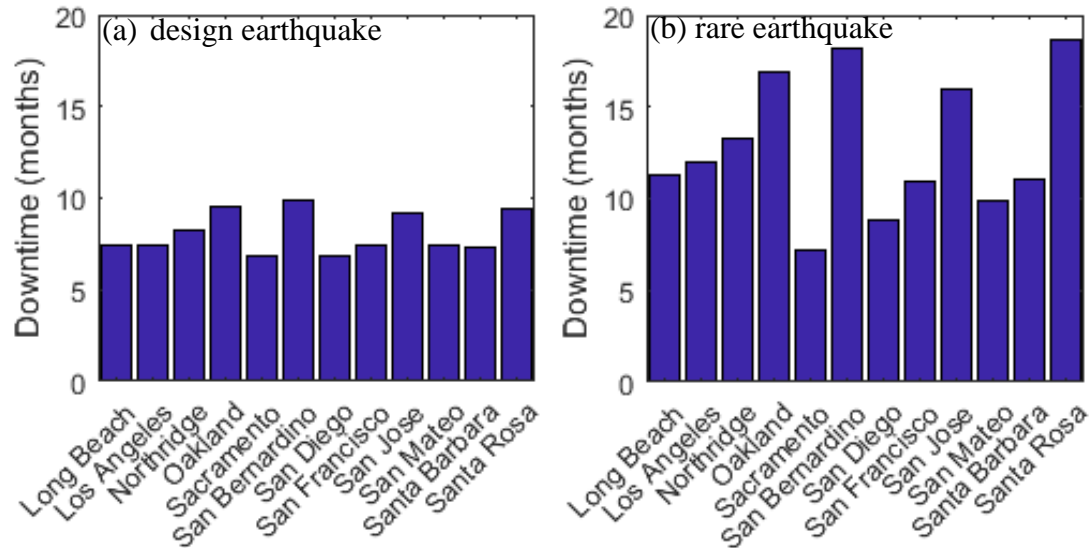 (a) design earthquake
Downtime (months)
20
15
10
5
0
Long Beach
Los Angeles
Northridge
Oakland
Sacramento
San Bernardino
San Diego
San Francisco
San Jose
San Mateo
Santa Barbara
Santa Rosa
(b) rare earthquake
Downtime (months)
20
15
10
5
0
Long Beach
Los Angeles
Northridge
Oakland
Sacramento
San Bernardino
San Diego
San Francisco
San Jose
San Mateo
Santa Barbara
Santa Rosa